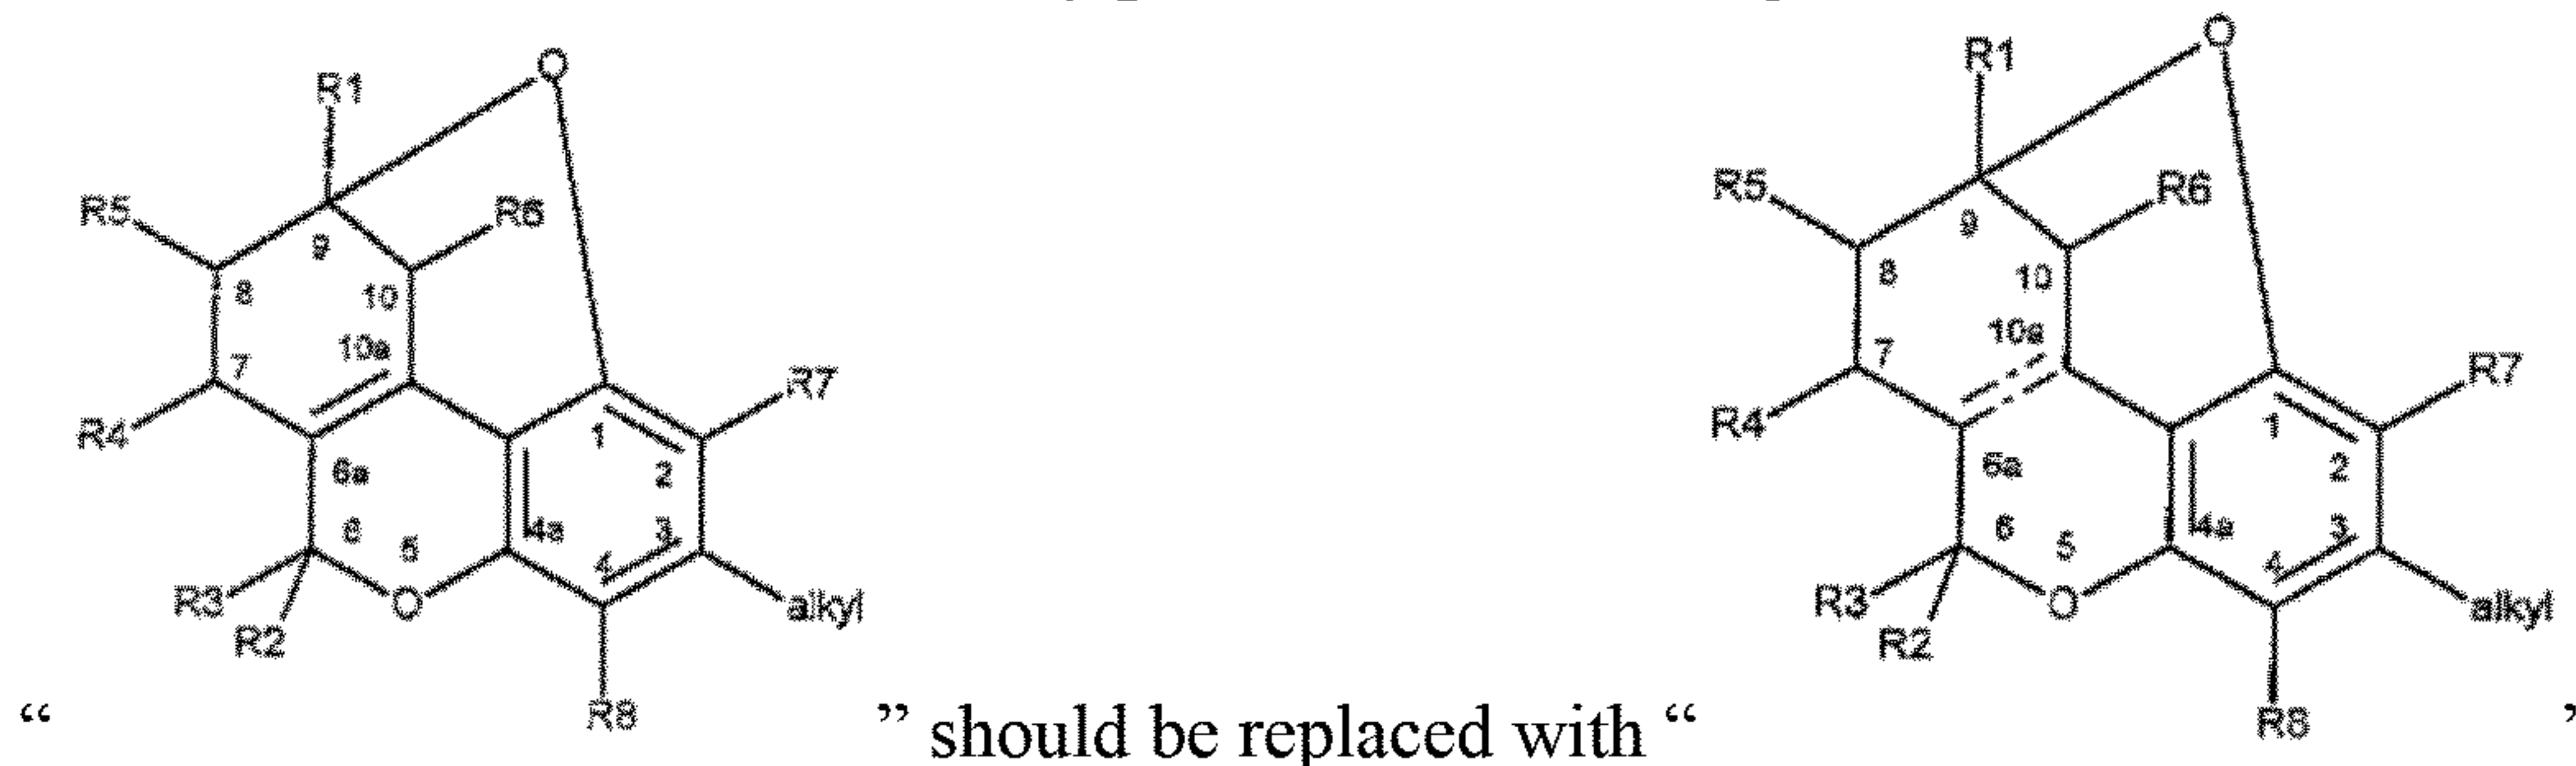 R1 O
R5 R6
9
8 10
7 10a
R4 R7
1
6a 2
6 5 4a 3
R3 O 4 alkyl
R2
R8
R1 O
R5 R6
9
8 10
7 10a
R4 R7
1
6a 2
6 5 4a 3
R3 O 4 alkyl
R2
R8
“ ” should be replaced with “ ”